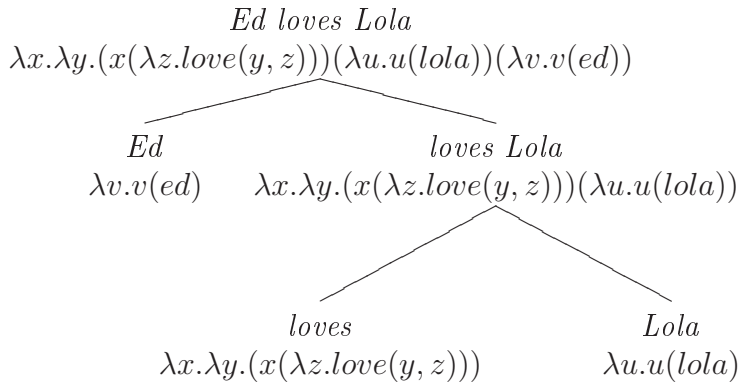 Ed loves Lola
λx.λy.(x(λz.love(y, z)))(λu.u(lola))(λv.v(ed))
Ed
λv.v(ed)
loves Lola
λx.λy.(x(λz.love(y, z)))(λu.u(lola))
loves
λx.λy.(x(λz.love(y, z)))
Lola
λu.u(lola)